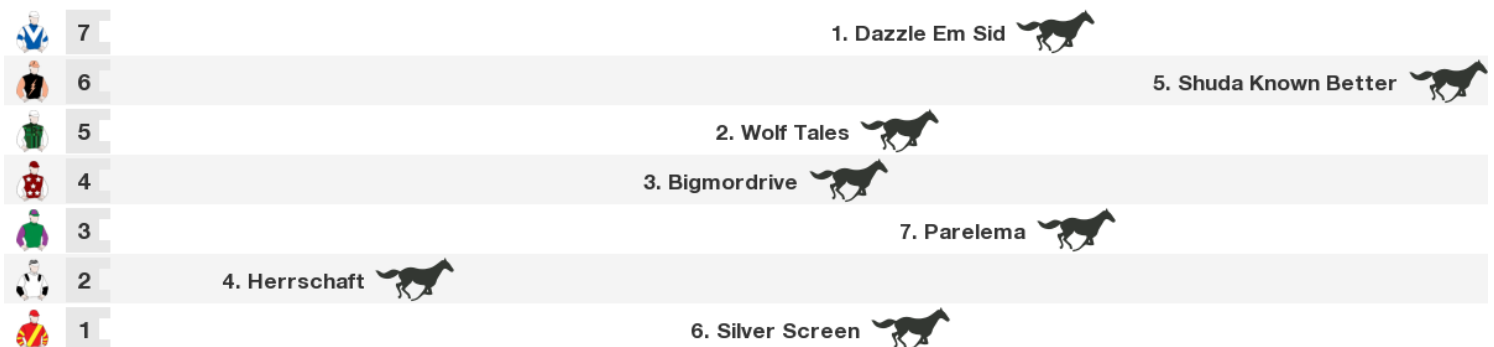 7 1. Dazzle Em Sid
6 5. Shuda Known Better
5 2. Wolf Tales
4 3. Bigmordrive
3 7. Parelema
2 4. Herrschaft
1 6. Silver Screen